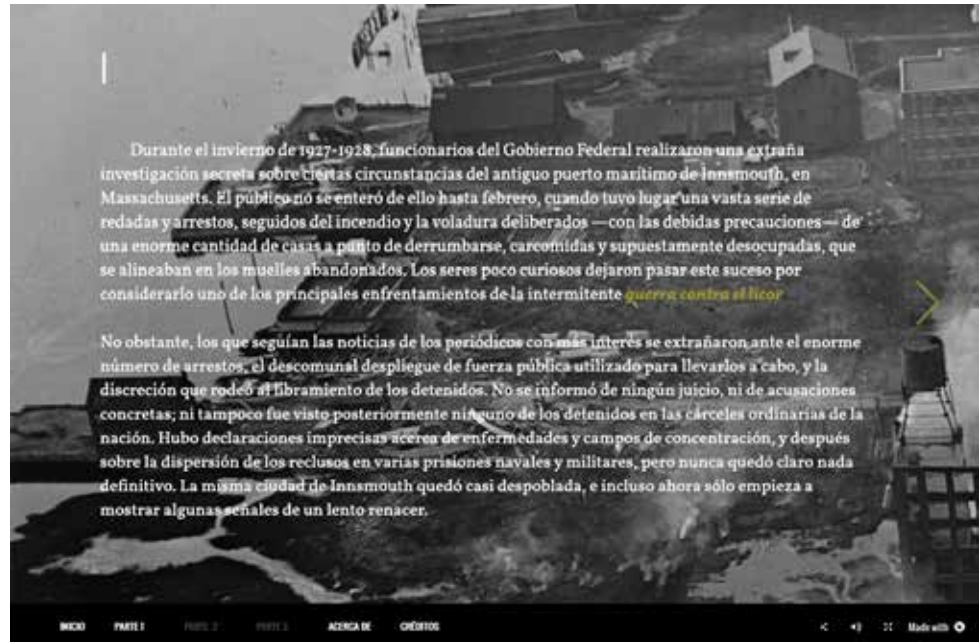 I
Durante el invierno de 1927-1928, funcionarios del Gobierno Federal realizaron una extraña
investigación secreta sobre ciertas circunstancias del antiguo puerto marítimo de Innsmouth, en
Massachusetts. El público no se enteró de ello hasta febrero, cuando tuvo lugar una vasta serie de
redadas y arrestos, seguidos del incendio y la voladura deliberados —con las debidas precauciones— de
una enorme cantidad de casas a punto de derrumbarse, carcomidas y supuestamente desocupadas, que
se alineaban en los muelles abandonados. Los seres poco curiosos dejaron pasar este suceso por
considerarlo uno de los principales enfrentamientos de la intermitente guerra contra el licor
No obstante, los que seguían las noticias de los periódicos con más interés se extrañaron ante el enorme
número de arrestos, el descomunal despliegue de fuerza pública utilizado para llevarlos a cabo, y la
discreción que rodeó al libramiento de los detenidos. No se informó de ningún juicio, ni de acusaciones
concretas; ni tampoco fue visto posteriormente ninguno de los detenidos en las cárceles ordinarias de la
nación. Hubo declaraciones imprecisas acerca de enfermedades y campos de concentración, y después
sobre la dispersión de los reclusos en varias prisiones navales y militares, pero nunca quedó claro nada
definitivo. La misma ciudad de Innsmouth quedó casi despoblada, e incluso ahora sólo empieza a
mostrar algunas señales de un lento renacer.
INICIO PARTE I PARTE 2 PARTE 3 ACERCA DE CRÉDITOS Made with